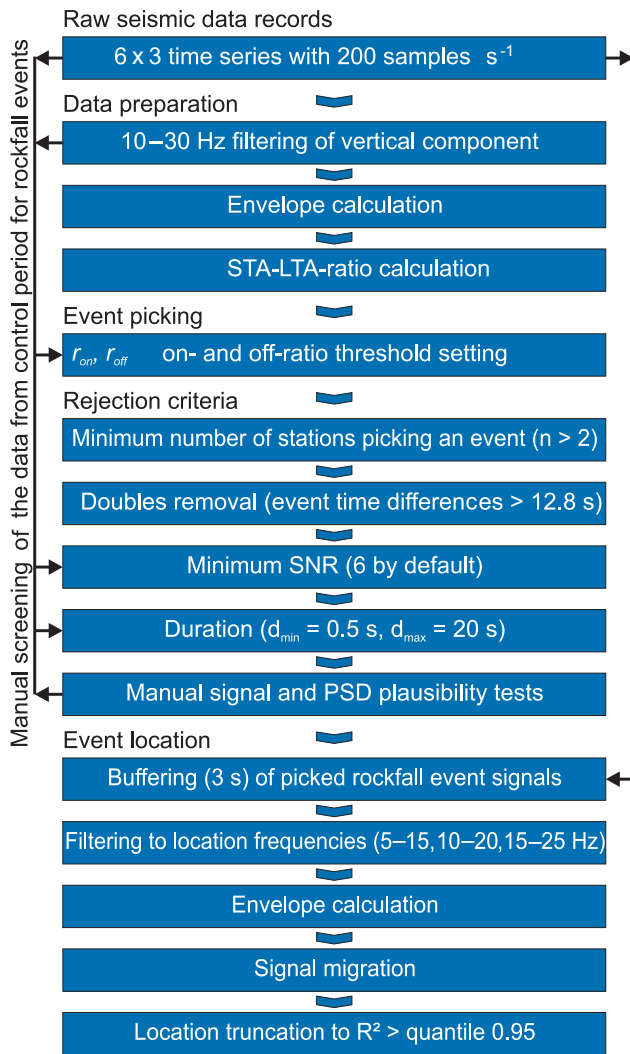 Raw seismic data records
6 x 3 time series with 200 samples s⁻¹
Data preparation
10–30 Hz filtering of vertical component
Envelope calculation
STA-LTA-ratio calculation
Event picking
r_on, r_off on- and off-ratio threshold setting
Rejection criteria
Minimum number of stations picking an event (n > 2)
Doubles removal (event time differences > 12.8 s)
Minimum SNR (6 by default)
Duration (d_min = 0.5 s, d_max = 20 s)
Manual signal and PSD plausibility tests
Event location
Buffering (3 s) of picked rockfall event signals
Filtering to location frequencies (5–15,10–20,15–25 Hz)
Envelope calculation
Signal migration
Location truncation to R² > quantile 0.95
Manual screening of the data from control period for rockfall events